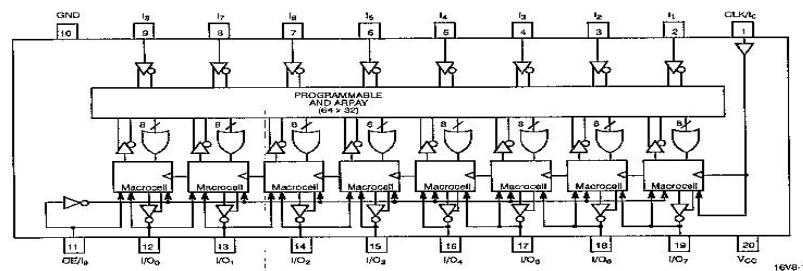 GND I8 I7 I6 I5 I4 I3 I2 I1 CLK/I0
10 9 8 7 6 5 4 3 2 1
PROGRAMMABLE
AND ARRAY
(64 x 32)
8 8 8 8 8 8 8 8
Macrocell Macrocell Macrocell Macrocell Macrocell Macrocell Macrocell Macrocell
11 12 13 14 15 16 17 18 19 20
OE/I9 I/O0 I/O1 I/O2 I/O3 I/O4 I/O5 I/O6 I/O7 VCC